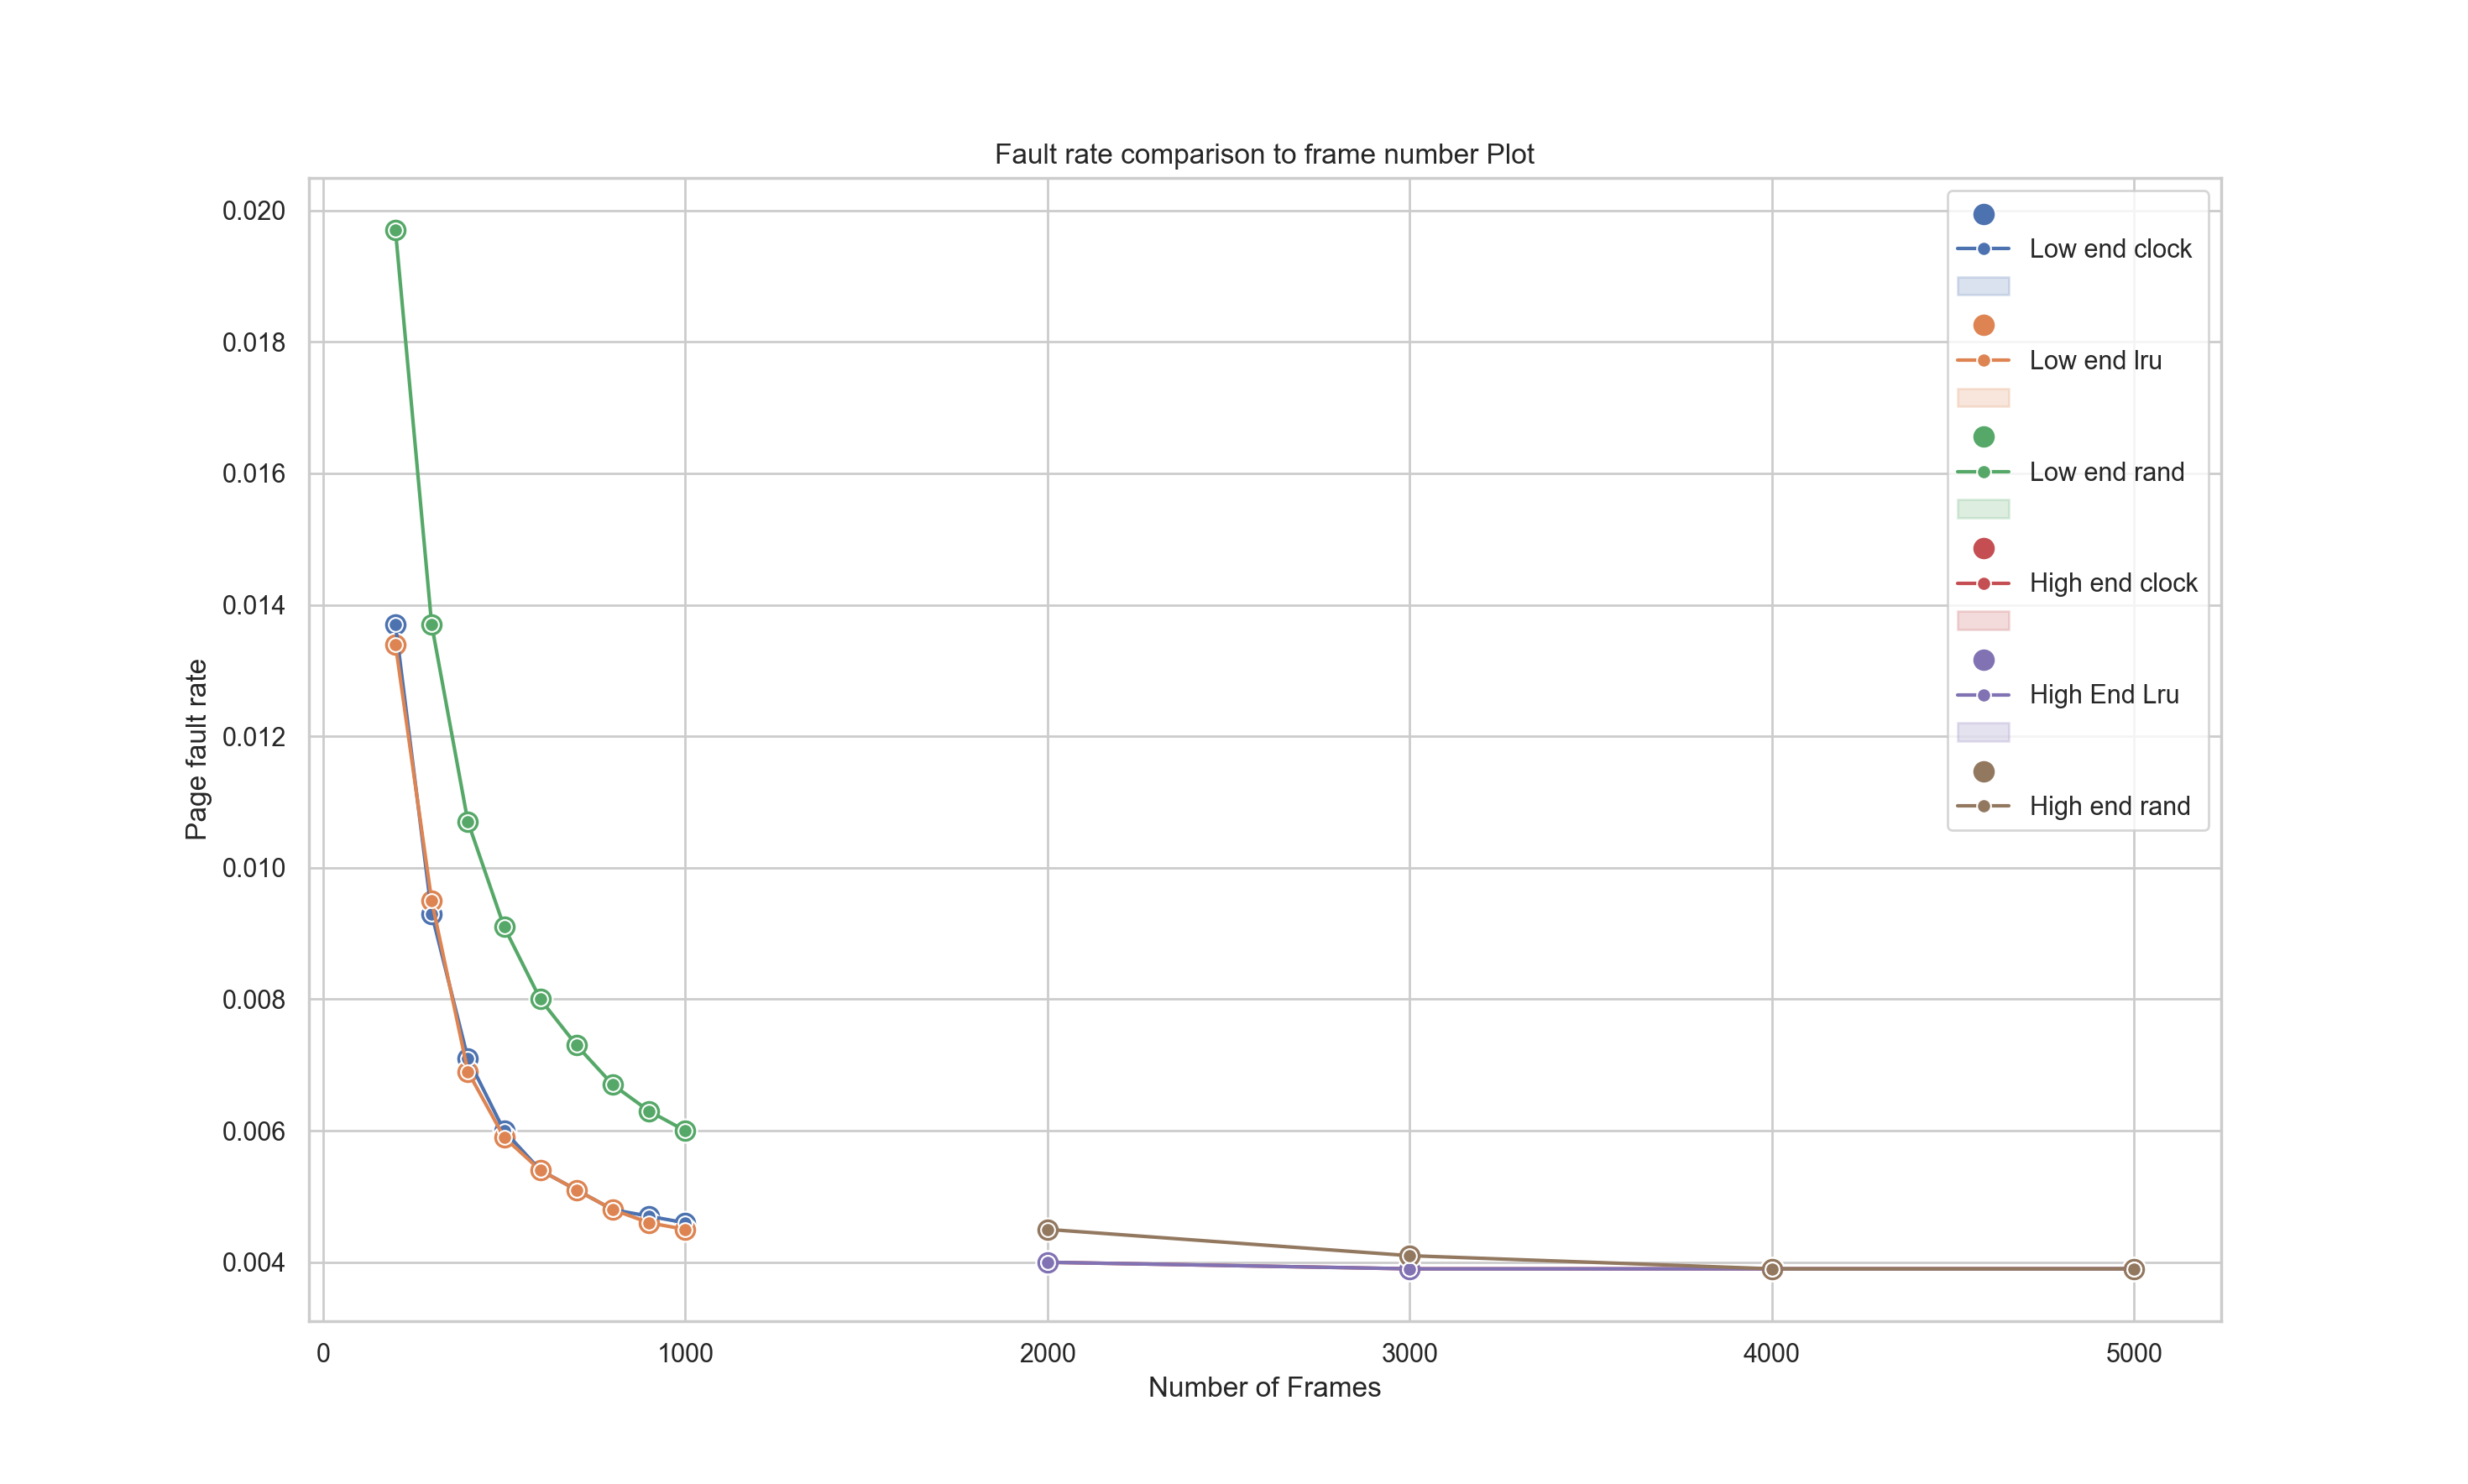 Fault rate comparison to frame number Plot
0.020
0.018
0.016
0.014
0.012
0.010
0.008
0.006
0.004
Page fault rate
Low end clock
Low end lru
Low end rand
High end clock
High End Lru
High end rand
0 1000 2000 3000 4000 5000
Number of Frames